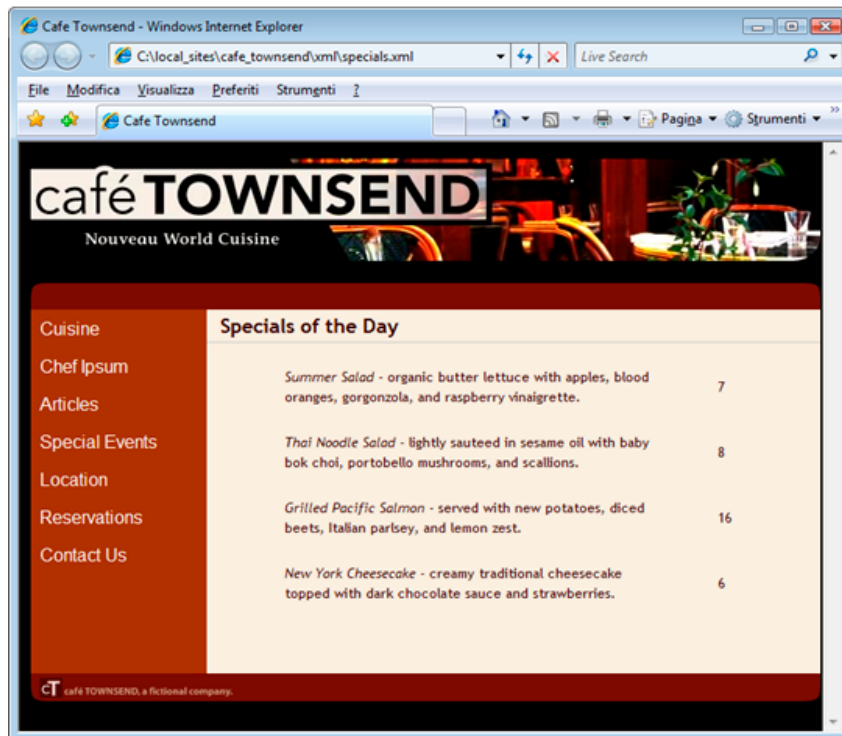 Cafe Townsend - Windows Internet Explorer
C:\local_sites\cafe_townsend\xml\specials.xml
Live Search
File Modifica Visualizza Preferiti Strumenti ?
Cafe Townsend
Pagina Strumenti
café TOWNSEND
Nouveau World Cuisine
Specials of the Day
Cuisine
Chef Ipsum
Articles
Special Events
Location
Reservations
Contact Us
Summer Salad - organic butter lettuce with apples, blood
oranges, gorgonzola, and raspberry vinaigrette.
7
Thai Noodle Salad - lightly sauteed in sesame oil with baby
bok choi, portobello mushrooms, and scallions.
8
Grilled Pacific Salmon - served with new potatoes, diced
beets, Italian parlsey, and lemon zest.
16
New York Cheesecake - creamy traditional cheesecake
topped with dark chocolate sauce and strawberries.
6
cT café TOWNSEND, a fictional company.